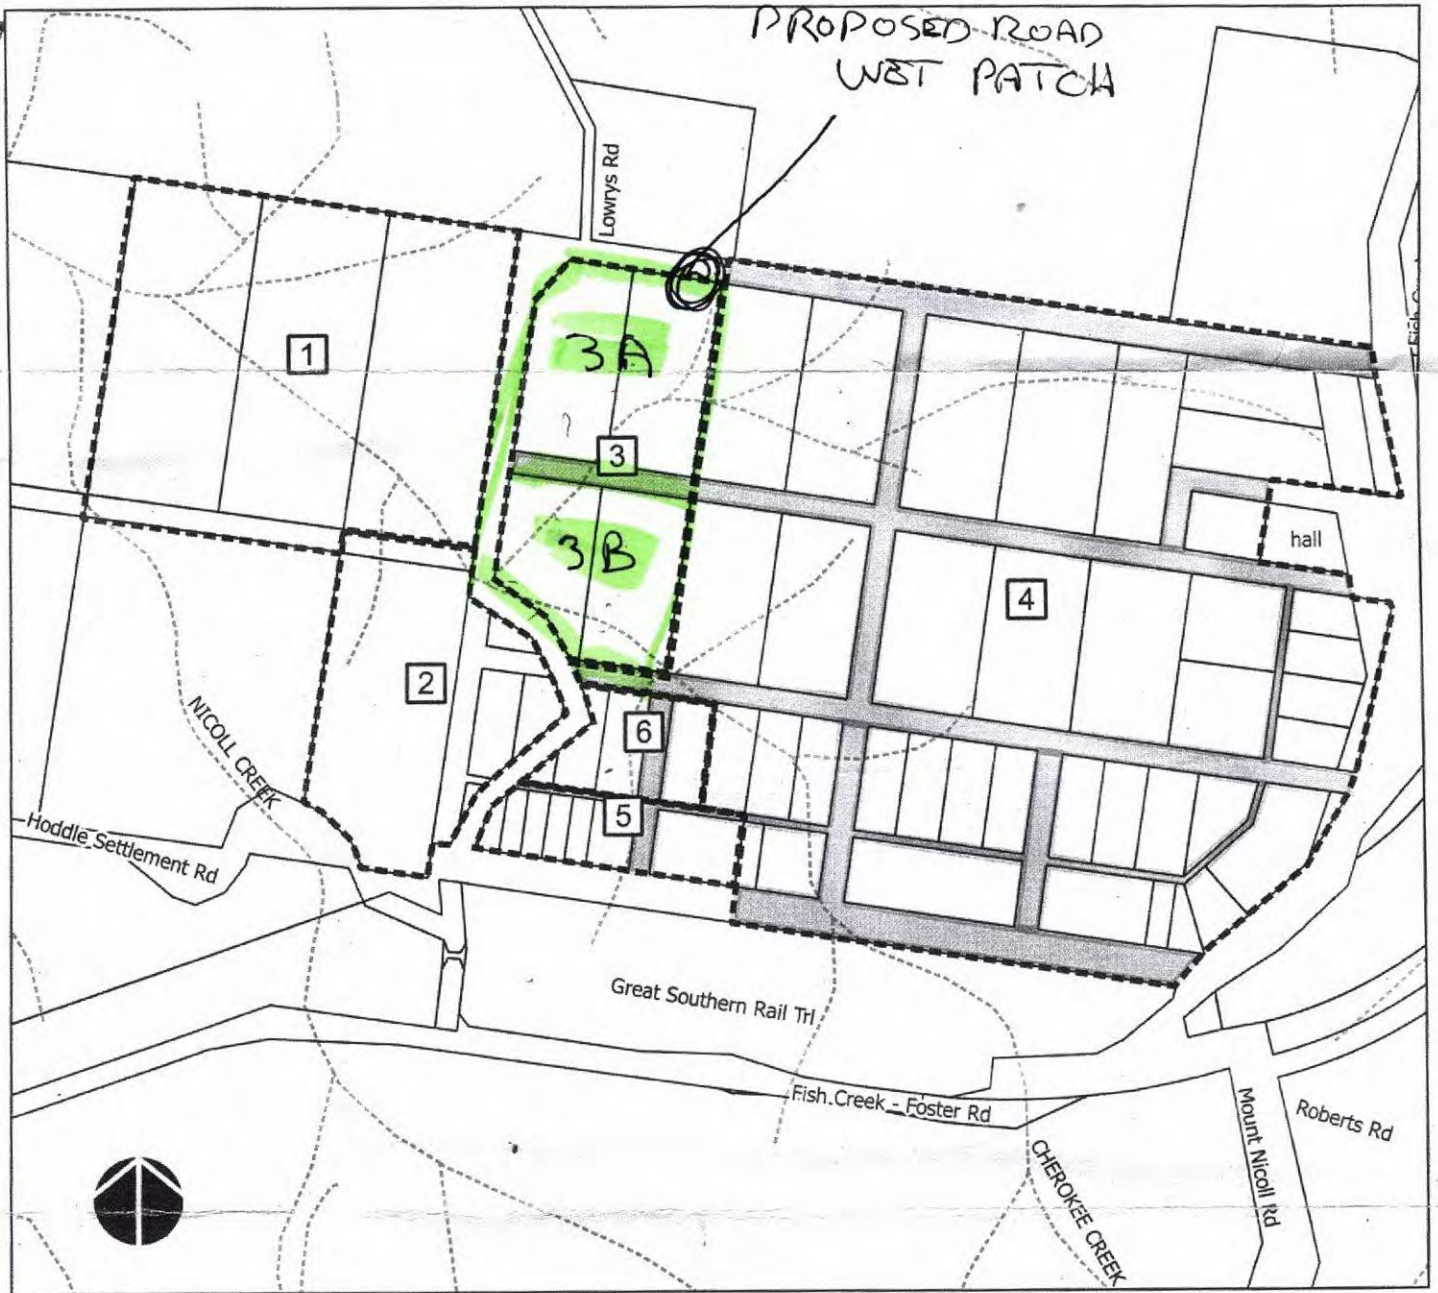 PROPOSED ROAD
WET PATCH
Lowrys Rd
1
3A
3
3B
hall
4
2
NICOLL CREEK
6
5
Hoddle Settlement Rd
Great Southern Rail Trl
Fish Creek - Foster Rd
Mount Nicoll Rd
Roberts Rd
CHEROKEE CREEK